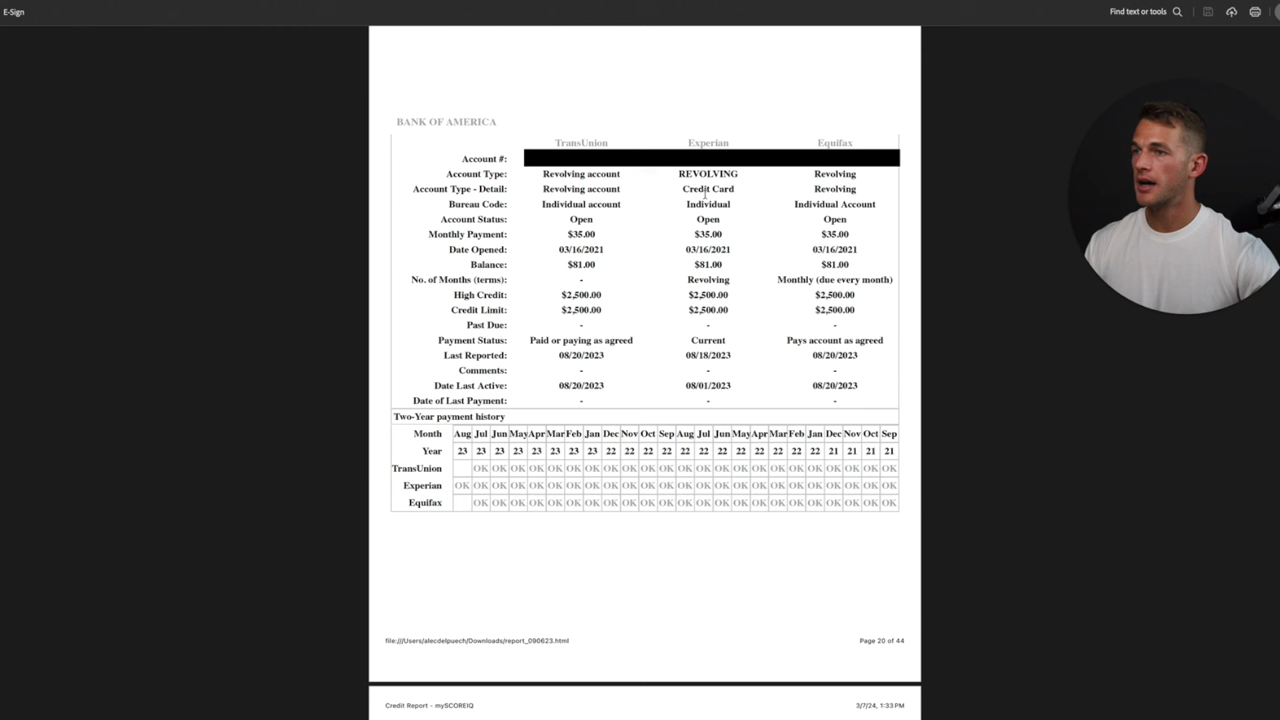 E-Sign
Find text or tools
BANK OF AMERICA
TransUnion Experian Equifax
Account #:
Account Type: Revolving account REVOLVING Revolving
Account Type - Detail: Revolving account Credit Card Revolving
Bureau Code: Individual account Individual Individual Account
Account Status: Open Open Open
Monthly Payment: $35.00 $35.00 $35.00
Date Opened: 03/16/2021 03/16/2021 03/16/2021
Balance: $81.00 $81.00 $81.00
No. of Months (terms): - Revolving Monthly (due every month)
High Credit: $2,500.00 $2,500.00 $2,500.00
Credit Limit: $2,500.00 $2,500.00 $2,500.00
Past Due: - - -
Payment Status: Paid or paying as agreed Current Pays account as agreed
Last Reported: 08/20/2023 08/18/2023 08/20/2023
Comments: - - -
Date Last Active: 08/20/2023 08/01/2023 08/20/2023
Date of Last Payment: - - -
Two-Year payment history
Month Aug Jul Jun May Apr Mar Feb Jan Dec Nov Oct Sep Aug Jul Jun May Apr Mar Feb Jan Dec Nov Oct Sep
Year 23 23 23 23 23 23 23 23 22 22 22 22 22 22 22 22 22 22 22 22 21 21 21 21
TransUnion OK OK OK OK OK OK OK OK OK OK OK OK OK OK OK OK OK OK OK OK OK OK OK
Experian OK OK OK OK OK OK OK OK OK OK OK OK OK OK OK OK OK OK OK OK OK OK OK OK
Equifax OK OK OK OK OK OK OK OK OK OK OK OK OK OK OK OK OK OK OK OK OK OK OK
file:///Users/alecdelpuech/Downloads/report_090623.html Page 20 of 44
Credit Report - mySCOREIQ 3/7/24, 1:33 PM